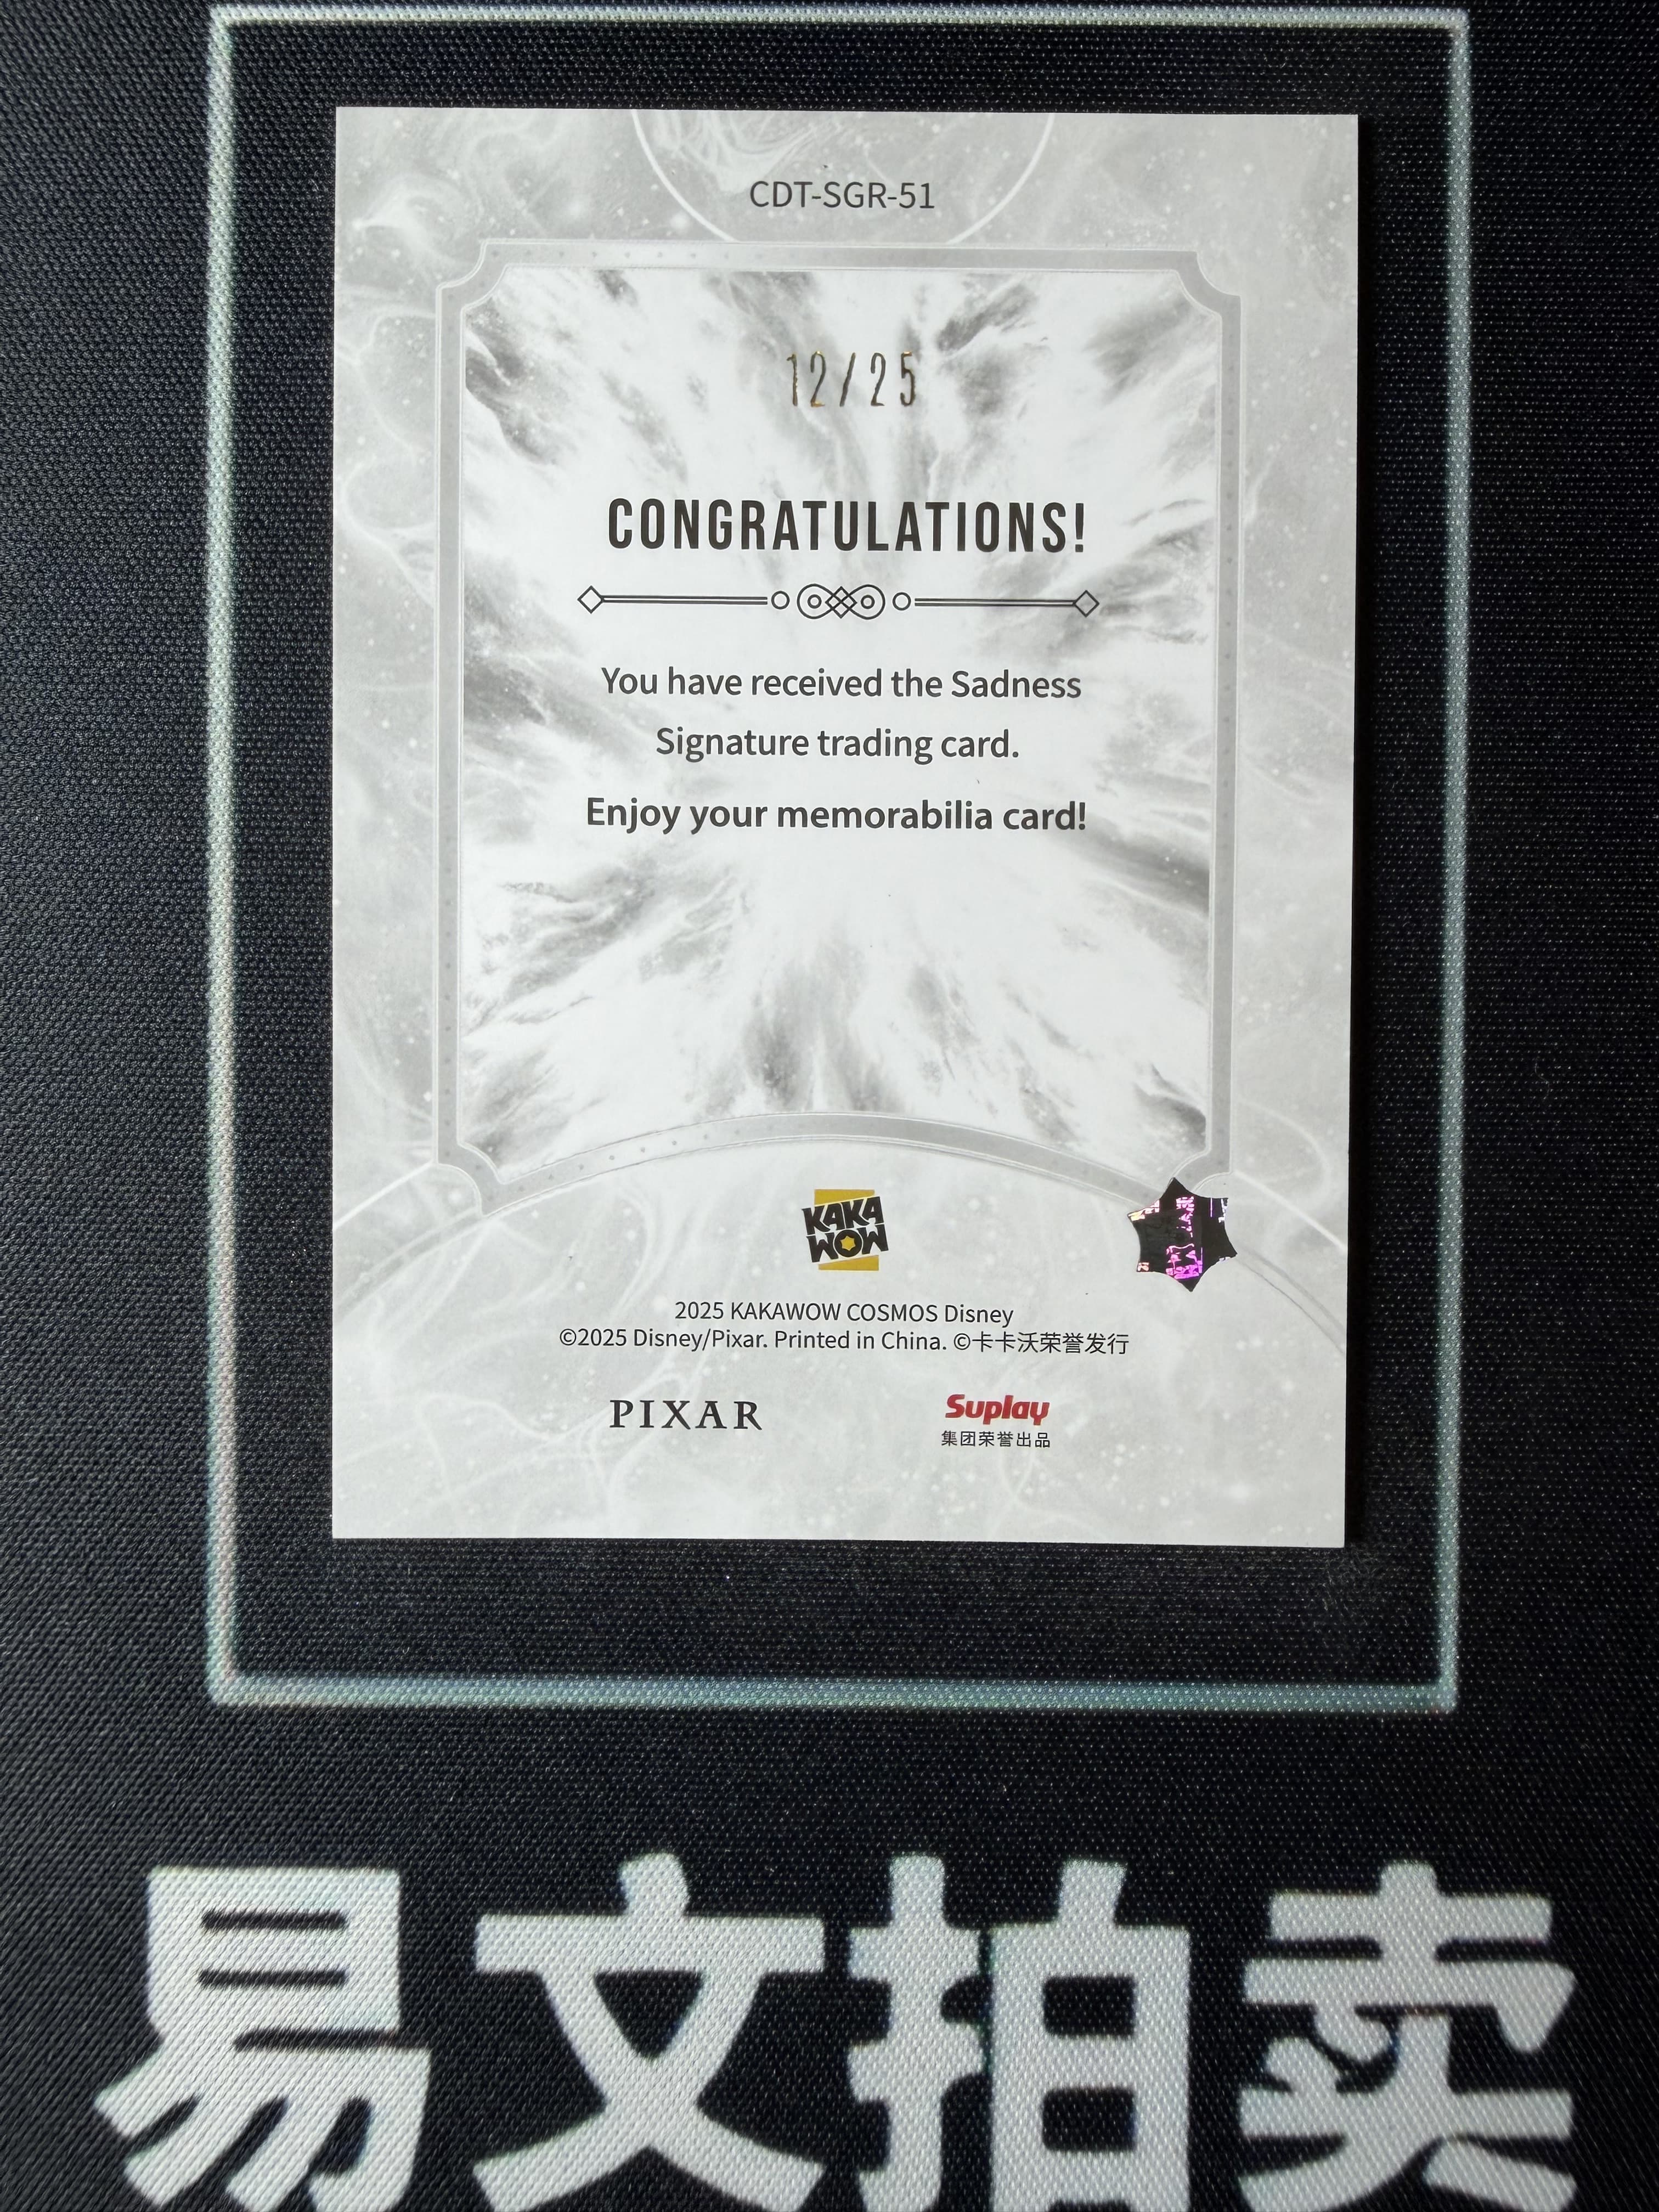 CDT-SGR-51
12/25
CONGRATULATIONS!
You have received the Sadness
Signature trading card.
Enjoy your memorabilia card!
KAKA
WOW
2025 KAKAWOW COSMOS Disney
©2025 Disney/Pixar. Printed in China. ©卡卡沃荣誉发行
PIXAR
Suplay
集团荣誉出品
易文拍卖